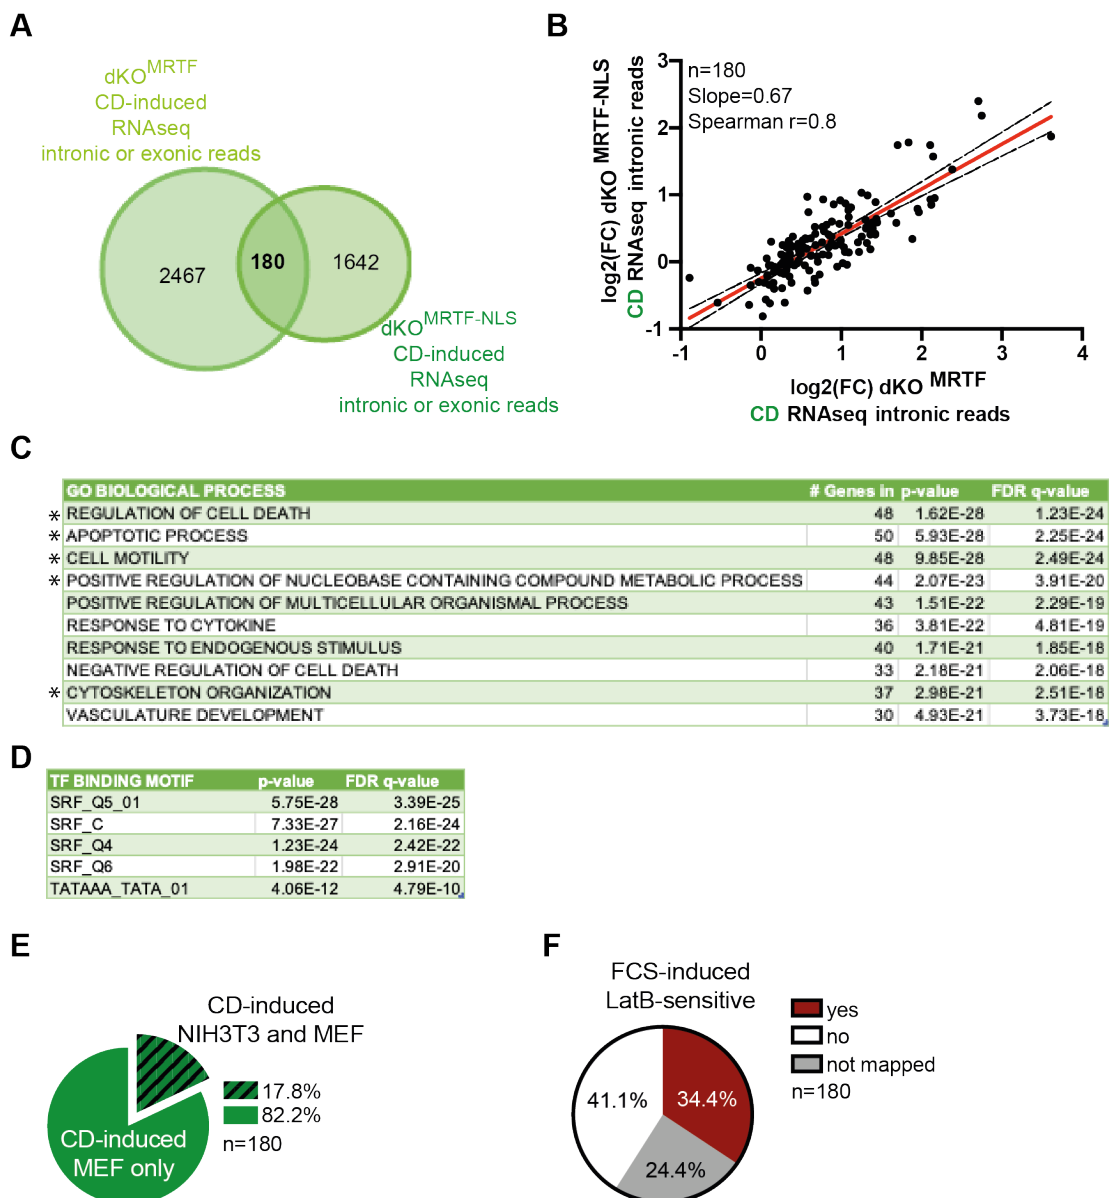 A
dKO^MRTF
CD-induced
RNAseq
intronic or exonic reads
2467
180
1642
dKO^MRTF-NLS
CD-induced
RNAseq
intronic or exonic reads
B
log2(FC) dKO MRTF-NLS
CD RNAseq intronic reads
n=180
Slope=0.67
Spearman r=0.8
3
2
1
0
-1
-1 0 1 2 3 4
log2(FC) dKO MRTF
CD RNAseq intronic reads
C
GO BIOLOGICAL PROCESS # Genes in p-value FDR q-value
* REGULATION OF CELL DEATH 48 1.62E-28 1.23E-24
* APOPTOTIC PROCESS 50 5.93E-28 2.25E-24
* CELL MOTILITY 48 9.85E-28 2.49E-24
* POSITIVE REGULATION OF NUCLEOBASE CONTAINING COMPOUND METABOLIC PROCESS 44 2.07E-23 3.91E-20
POSITIVE REGULATION OF MULTICELLULAR ORGANISMAL PROCESS 43 1.51E-22 2.29E-19
RESPONSE TO CYTOKINE 36 3.81E-22 4.81E-19
RESPONSE TO ENDOGENOUS STIMULUS 40 1.71E-21 1.85E-18
NEGATIVE REGULATION OF CELL DEATH 33 2.18E-21 2.06E-18
* CYTOSKELETON ORGANIZATION 37 2.98E-21 2.51E-18
VASCULATURE DEVELOPMENT 30 4.93E-21 3.73E-18
D
TF BINDING MOTIF p-value FDR q-value
SRF_Q5_01 5.75E-28 3.39E-25
SRF_C 7.33E-27 2.16E-24
SRF_Q4 1.23E-24 2.42E-22
SRF_Q6 1.98E-22 2.91E-20
TATAAA_TATA_01 4.06E-12 4.79E-10
E
CD-induced
NIH3T3 and MEF
17.8%
82.2%
n=180
CD-induced
MEF only
F
FCS-induced
LatB-sensitive
yes
no
not mapped
n=180
41.1%
34.4%
24.4%